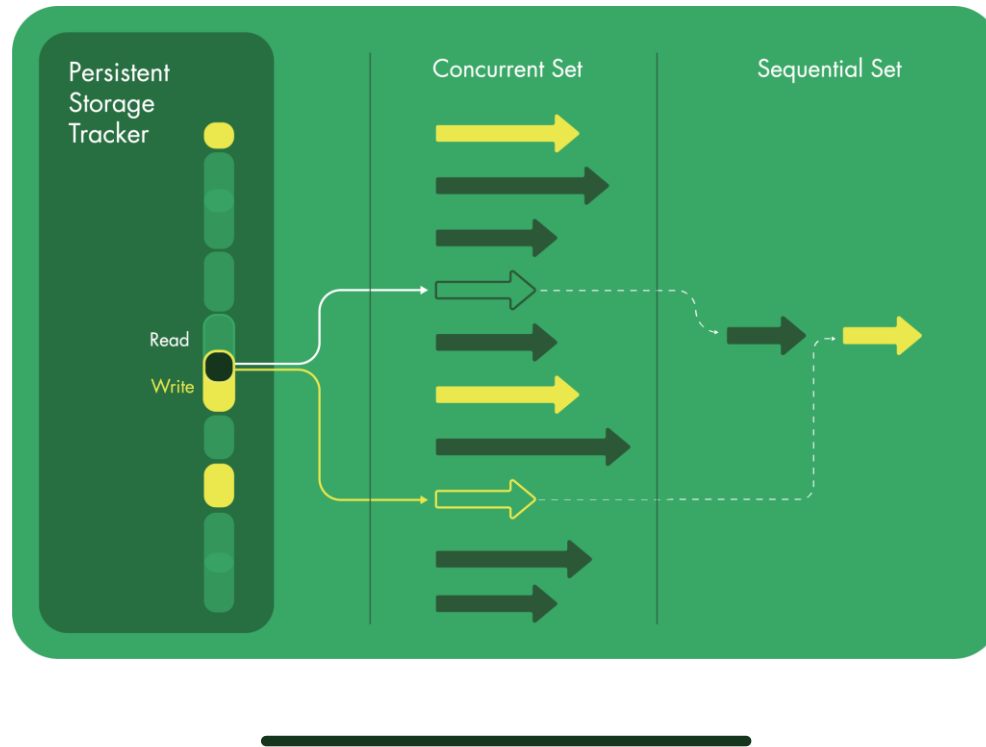 Persistent
Storage
Tracker
Concurrent Set
Sequential Set
Read
Write